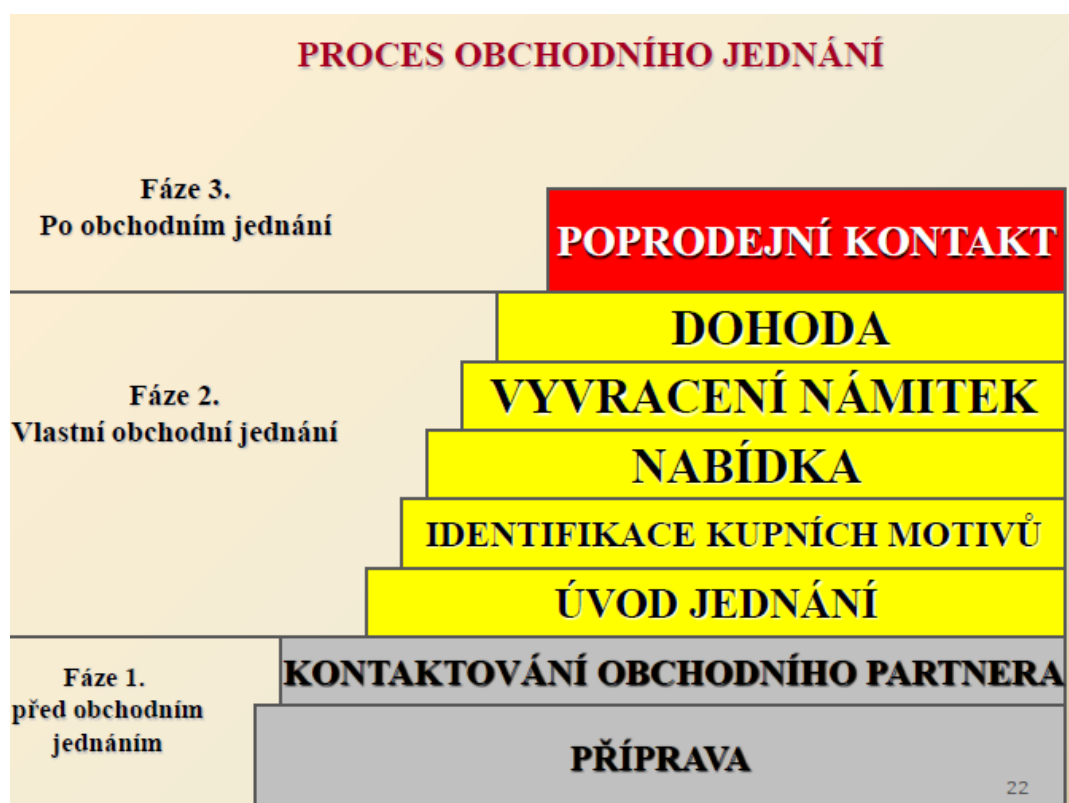 PROCES OBCHODNÍHO JEDNÁNÍ
Fáze 3.
Po obchodním jednání
POPRODEJNÍ KONTAKT
DOHODA
VYVRACENÍ NÁMITEK
Fáze 2.
Vlastní obchodní jednání
NABÍDKA
IDENTIFIKACE KUPNÍCH MOTIVŮ
ÚVOD JEDNÁNÍ
KONTAKTOVÁNÍ OBCHODNÍHO PARTNERA
Fáze 1.
před obchodním
jednáním
PŘÍPRAVA
22